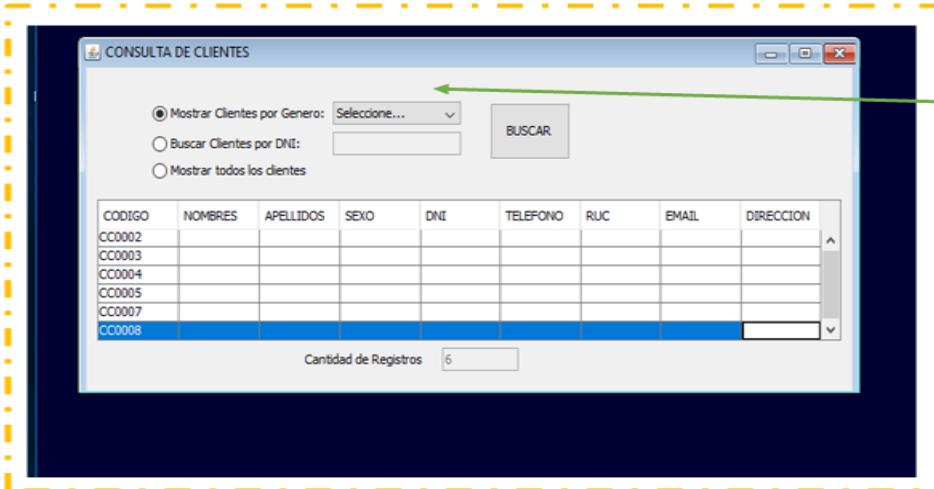 CONSULTA DE CLIENTES
Mostrar Clientes por Genero: Seleccione...
BUSCAR
Buscar Clientes por DNI:
Mostrar todos los clientes
CODIGO NOMBRES APELLIDOS SEXO DNI TELEFONO RUC EMAIL DIRECCION
CC0002
CC0003
CC0004
CC0005
CC0007
CC0008
Cantidad de Registros 6